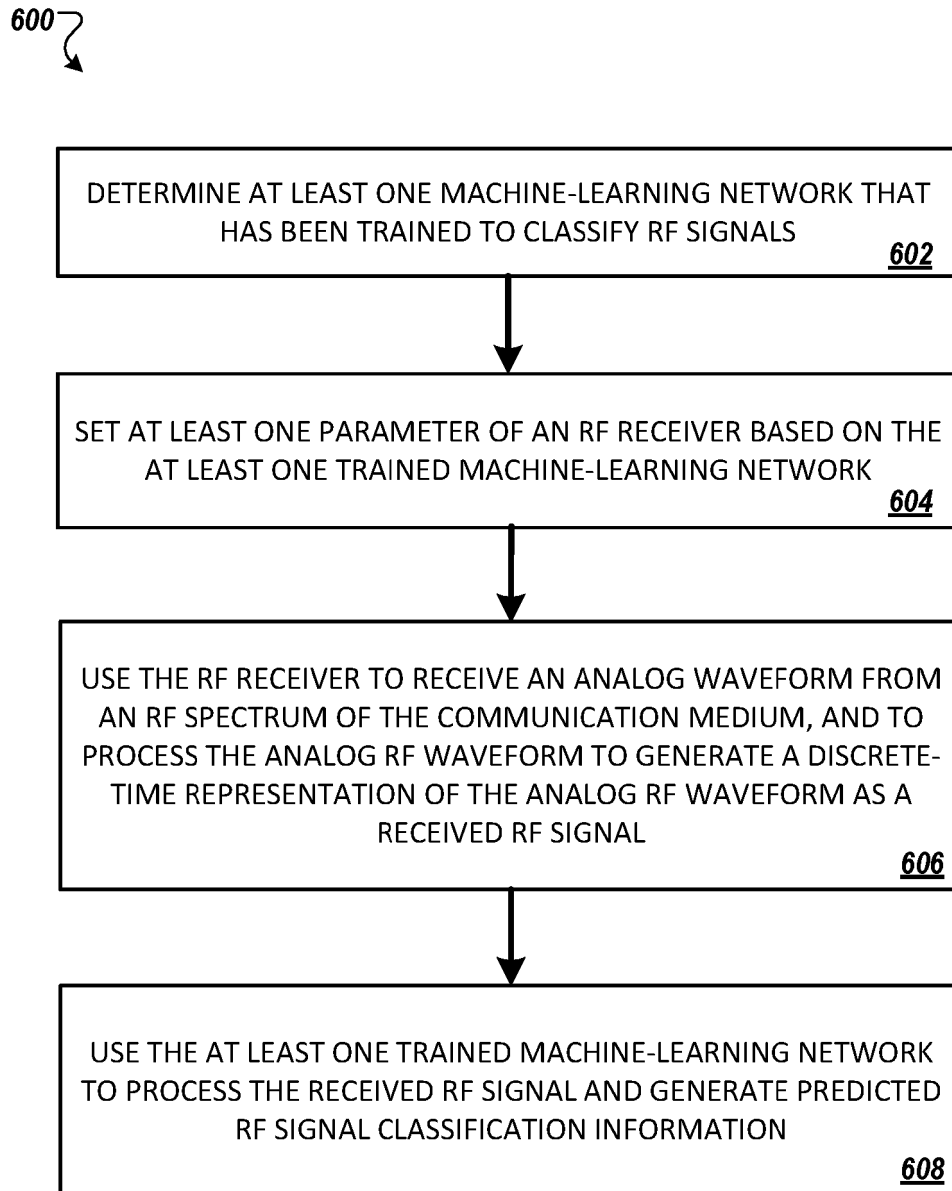 600
DETERMINE AT LEAST ONE MACHINE-LEARNING NETWORK THAT
HAS BEEN TRAINED TO CLASSIFY RF SIGNALS
602
SET AT LEAST ONE PARAMETER OF AN RF RECEIVER BASED ON THE
AT LEAST ONE TRAINED MACHINE-LEARNING NETWORK
604
USE THE RF RECEIVER TO RECEIVE AN ANALOG WAVEFORM FROM
AN RF SPECTRUM OF THE COMMUNICATION MEDIUM, AND TO
PROCESS THE ANALOG RF WAVEFORM TO GENERATE A DISCRETE-
TIME REPRESENTATION OF THE ANALOG RF WAVEFORM AS A
RECEIVED RF SIGNAL
606
USE THE AT LEAST ONE TRAINED MACHINE-LEARNING NETWORK
TO PROCESS THE RECEIVED RF SIGNAL AND GENERATE PREDICTED
RF SIGNAL CLASSIFICATION INFORMATION
608